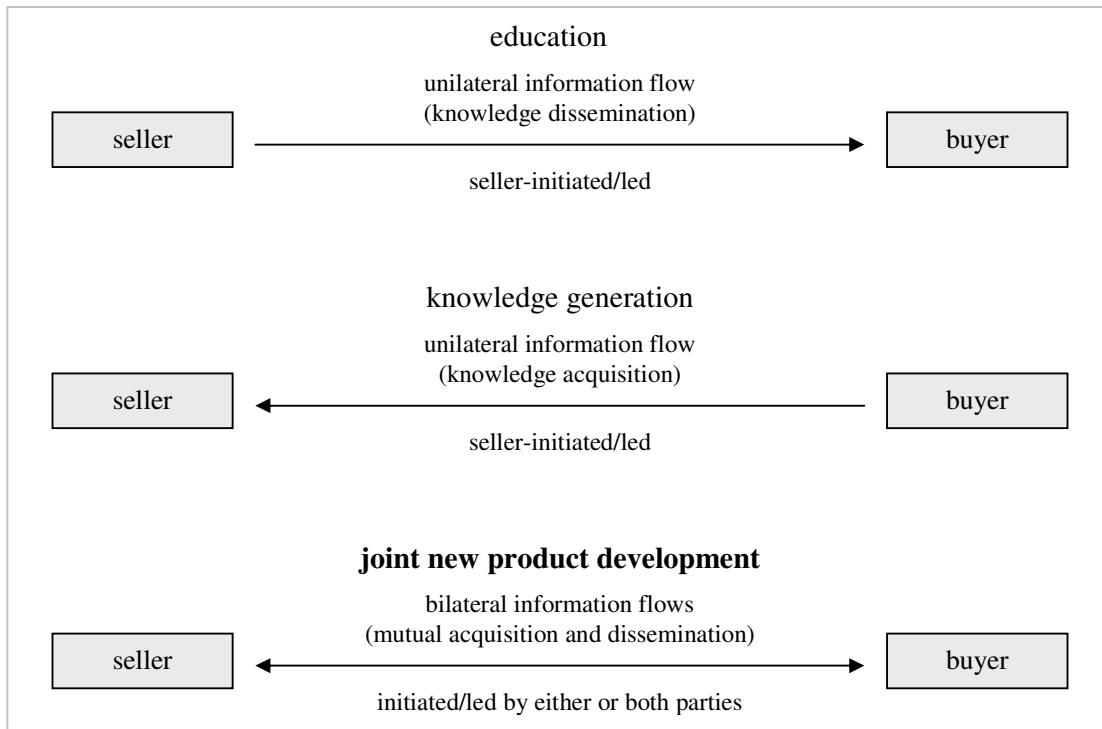 education
unilateral information flow
(knowledge dissemination)
seller
buyer
seller-initiated/led
knowledge generation
unilateral information flow
(knowledge acquisition)
seller
buyer
seller-initiated/led
joint new product development
bilateral information flows
(mutual acquisition and dissemination)
seller
buyer
initiated/led by either or both parties